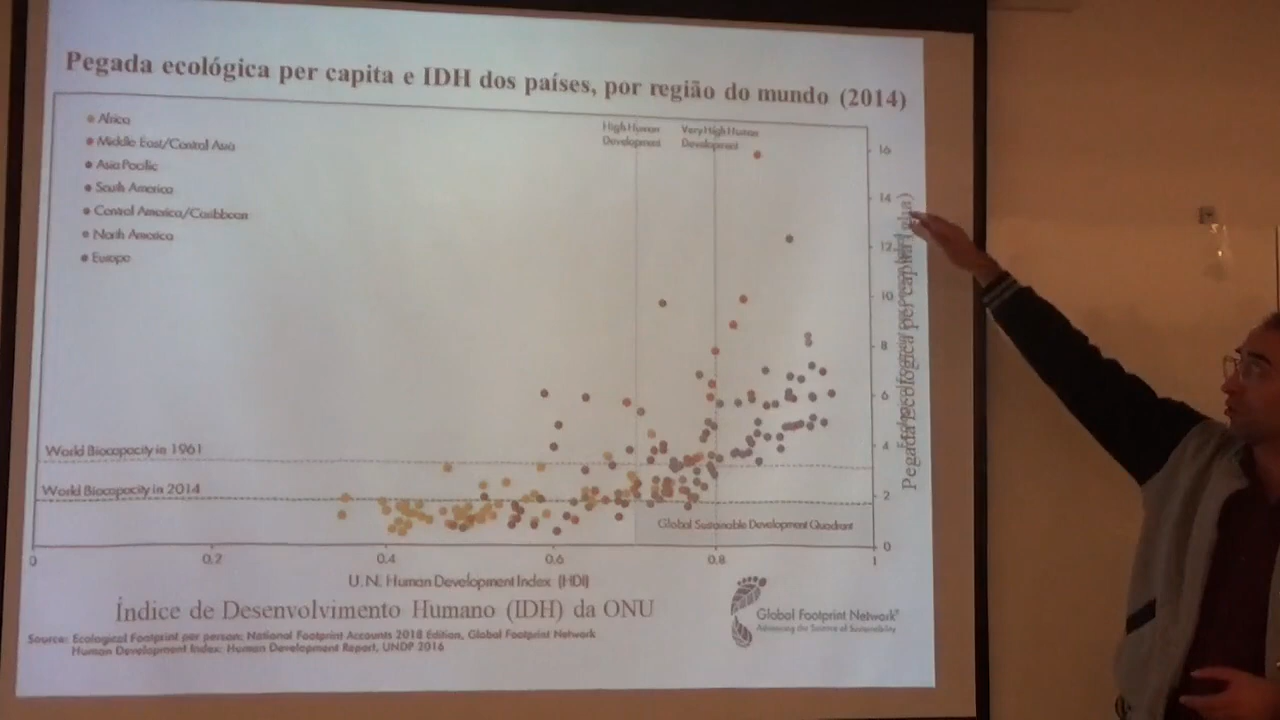 Pegada ecológica per capita e IDH dos países, por região do mundo (2014)
Africa
Middle East/Central Asia
Asia Pacific
South America
Central America/Caribbean
North America
Europe
High Human
Development
Very High Human
Development
16
14
12
10
8
6
4
2
0
Pegada Ecológica per capita (gha)
World Biocapacity in 1961
World Biocapacity in 2014
Global Sustainable Development Quadrant
0
0.2
0.4
0.6
0.8
1
U.N. Human Development Index (HDI)
Índice de Desenvolvimento Humano (IDH) da ONU
Global Footprint Network®
Advancing the Science of Sustainability
Source: Ecological Footprint per person: National Footprint Accounts 2018 Edition, Global Footprint Network
Human Development Index: Human Development Report, UNDP 2016